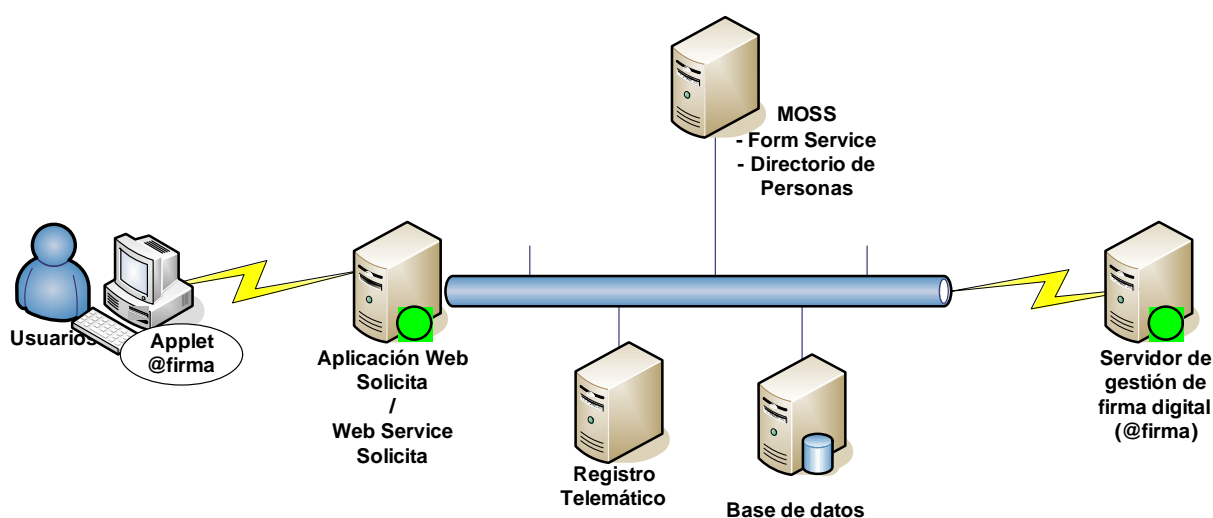 MOSS
- Form Service
- Directorio de
Personas
Usuarios
Applet
@firma
Aplicación Web
Solicita
/
Web Service
Solicita
Registro
Telemático
Base de datos
Servidor de
gestión de
firma digital
(@firma)